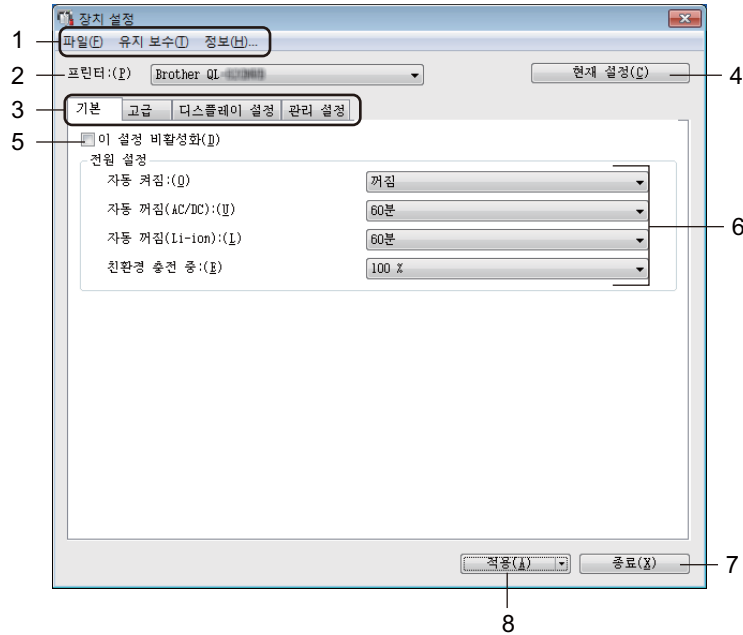 장치 설정
1 파일(F) 유지 보수(T) 정보(H)...
2 프린터:(P) Brother QL- 현재 설정(C) 4
3 기본 고급 디스플레이 설정 관리 설정
5 이 설정 비활성화(D)
전원 설정
자동 켜짐:(O) 꺼짐
자동 꺼짐(AC/DC):(U) 60분
6
자동 꺼짐(Li-ion):(L) 60분
친환경 충전 중:(E) 100 %
적용(A) 종료(X) 7
8